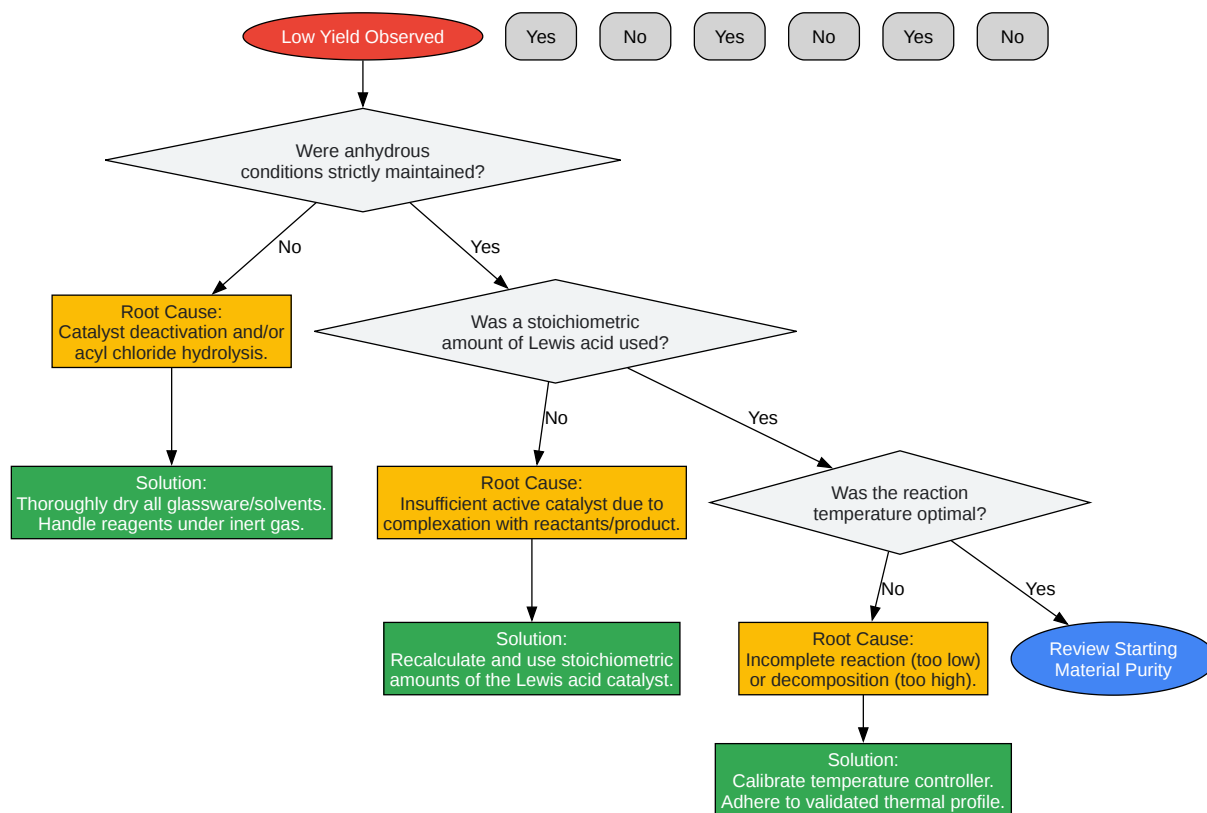 Low Yield Observed
Yes
No
Yes
No
Yes
No
Were anhydrous
conditions strictly maintained?
No
Yes
Root Cause:
Catalyst deactivation and/or
acyl chloride hydrolysis.
Was a stoichiometric
amount of Lewis acid used?
No
Yes
Solution:
Thoroughly dry all glassware/solvents.
Handle reagents under inert gas.
Root Cause:
Insufficient active catalyst due to
complexation with reactants/product.
Was the reaction
temperature optimal?
No
Yes
Solution:
Recalculate and use stoichiometric
amounts of the Lewis acid catalyst.
Root Cause:
Incomplete reaction (too low)
or decomposition (too high).
Review Starting
Material Purity
Solution:
Calibrate temperature controller.
Adhere to validated thermal profile.